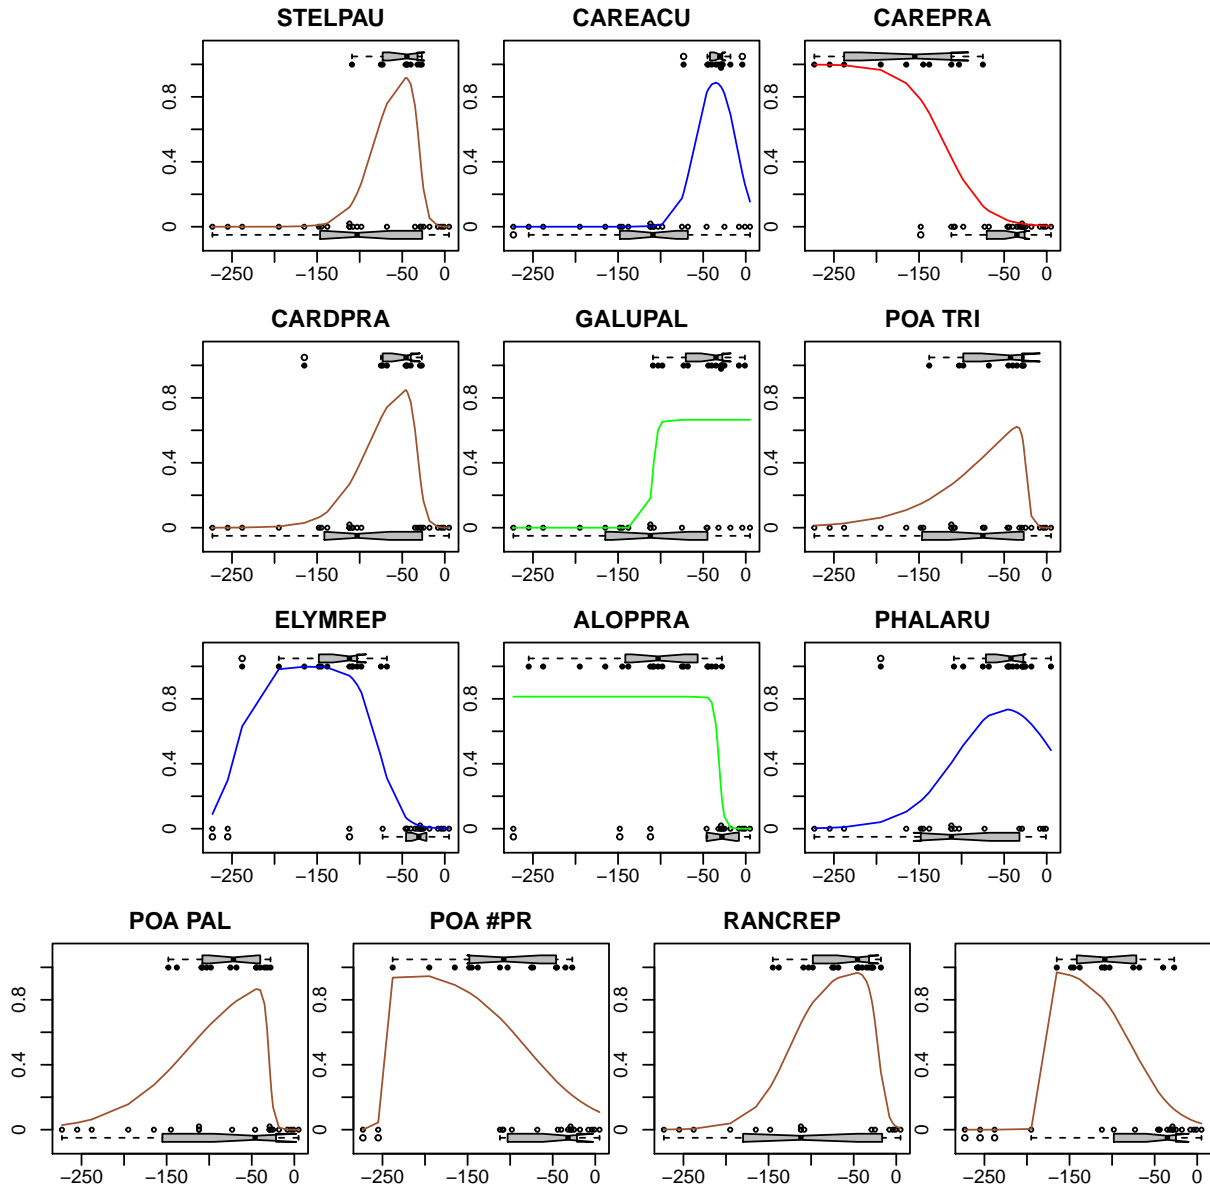 STELPAU CAREACU CAREPRA
0.8 0.8 0.8
0.4 0.4 0.4
0 0 0
−250 −150 −50 0 −250 −150 −50 0 −250 −150 −50 0
CARDPRA GALUPAL POA TRI
0.8 0.8 0.8
0.4 0.4 0.4
0 0 0
−250 −150 −50 0 −250 −150 −50 0 −250 −150 −50 0
ELYMREP ALOPPRA PHALARU
0.8 0.8 0.8
0.4 0.4 0.4
0 0 0
−250 −150 −50 0 −250 −150 −50 0 −250 −150 −50 0
POA PAL POA #PR RANCREP
0.8 0.8 0.8 0.8
0.4 0.4 0.4 0.4
0 0 0 0
−250 −150 −50 0 −250 −150 −50 0 −250 −150 −50 0 −250 −150 −50 0